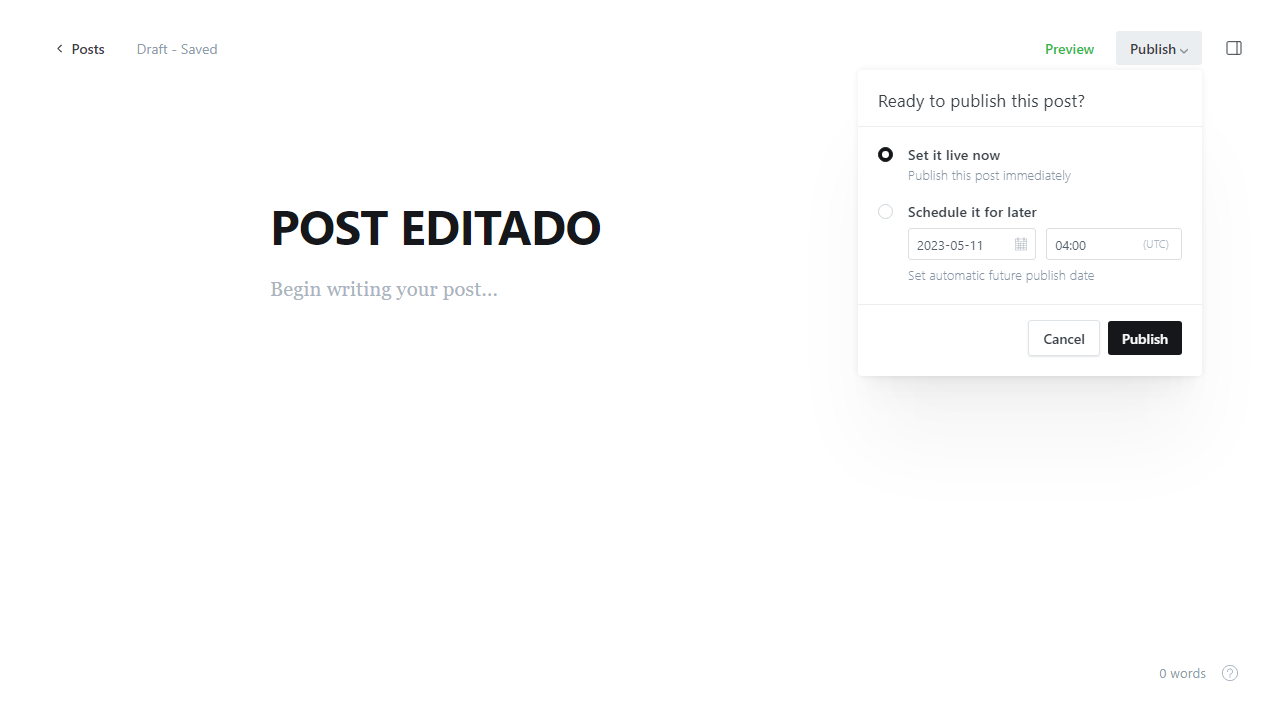 Posts
Draft - Saved
Preview
Publish
Ready to publish this post?
Set it live now
Publish this post immediately
Schedule it for later
2023-05-11
04:00
(UTC)
Set automatic future publish date
Cancel
Publish
POST EDITADO
Begin writing your post...
0 words
?